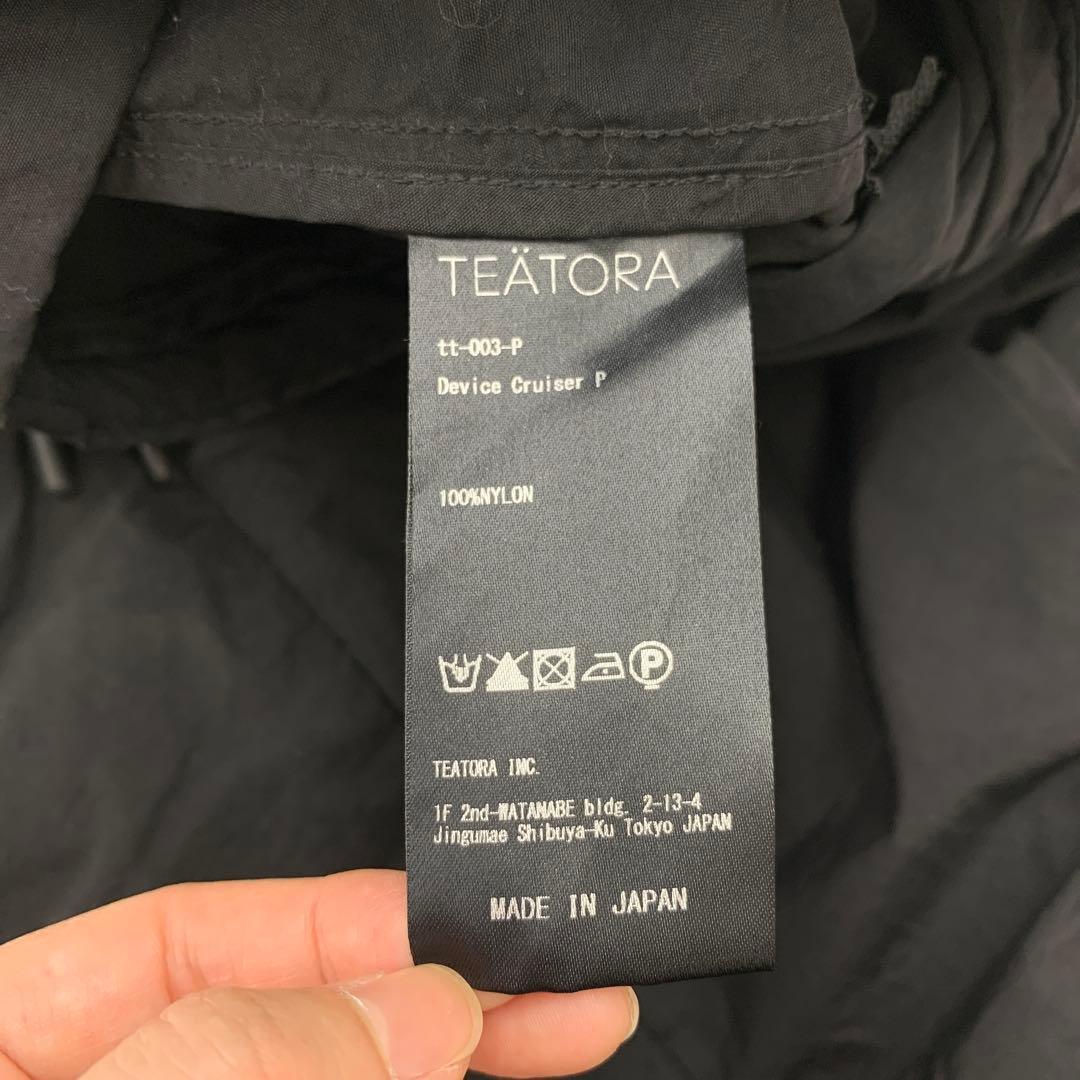 TEÄTORA
tt-003-P
Device Cruiser P
100%NYLON
P
TEATORA INC.
1F 2nd-WATANABE bldg. 2-13-4
Jingumae Shibuya-Ku Tokyo JAPAN
MADE IN JAPAN